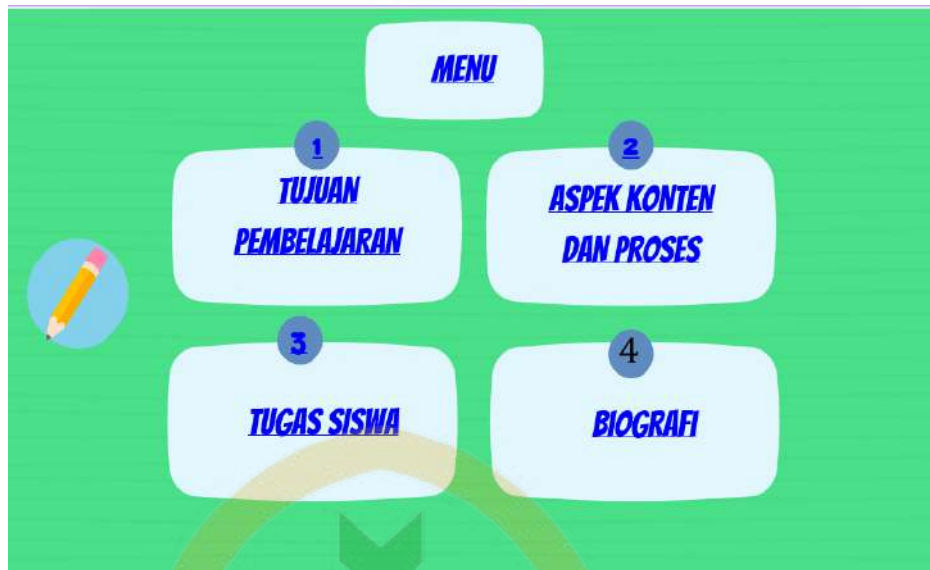 MENU
1
TUJUAN
PEMBELAJARAN
2
ASPEK KONTEN
DAN PROSES
3
TUGAS SISWA
4
BIOGRAFI